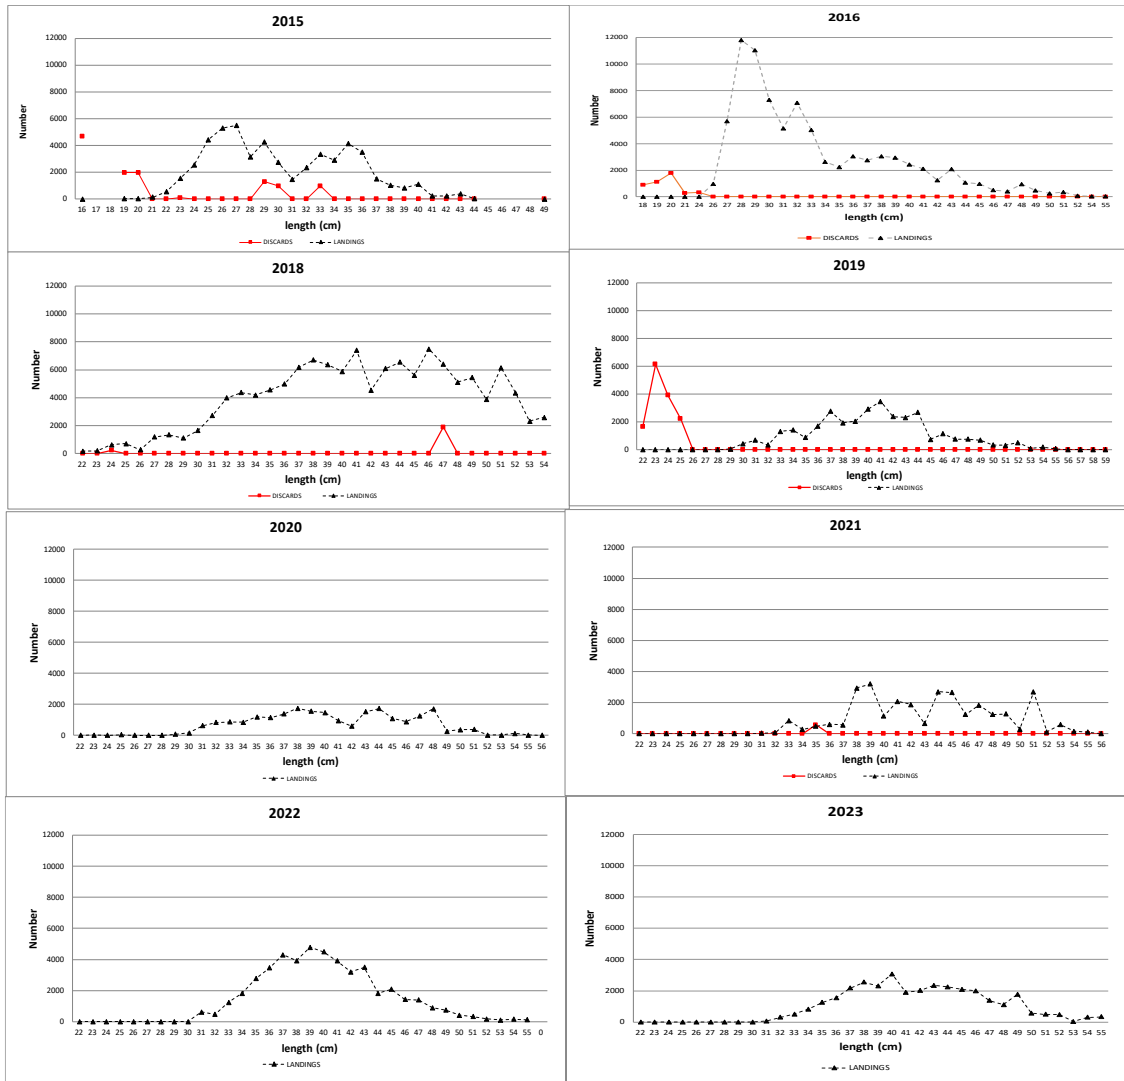 2015
12000
10000
8000
6000
4000
2000
0
Number
16 17 18 19 20 21 22 23 24 25 26 27 28 29 30 31 32 33 34 35 36 37 38 39 40 41 42 43 44 45 46 47 48 49
length (cm)
DISCARDS LANDINGS
2016
12000
10000
8000
6000
4000
2000
0
Number
18 19 20 21 24 26 27 28 29 30 31 32 33 34 35 36 37 38 39 40 41 42 43 44 45 46 47 48 49 50 51 52 54 55
length (cm)
DISCARDS LANDINGS
2018
12000
10000
8000
6000
4000
2000
0
Number
22 23 24 25 26 27 28 29 30 31 32 33 34 35 36 37 38 39 40 41 42 43 44 45 46 47 48 49 50 51 52 53 54
length (cm)
DISCARDS LANDINGS
2019
12000
10000
8000
6000
4000
2000
0
Number
22 23 24 25 26 27 28 29 30 31 32 33 34 35 36 37 38 39 40 41 42 43 44 45 46 47 48 49 50 51 52 53 54 55 56 57 58 59
length (cm)
DISCARDS LANDINGS
2020
12000
10000
8000
6000
4000
2000
0
Number
22 23 24 25 26 27 28 29 30 31 32 33 34 35 36 37 38 39 40 41 42 43 44 45 46 47 48 49 50 51 52 53 54 55 56
length (cm)
LANDINGS
2021
12000
10000
8000
6000
4000
2000
0
Number
22 23 24 25 26 27 28 29 30 31 32 33 34 35 36 37 38 39 40 41 42 43 44 45 46 47 48 49 50 51 52 53 54 55 56
length (cm)
DISCARDS LANDINGS
2022
12000
10000
8000
6000
4000
2000
0
Number
22 23 24 25 26 27 28 29 30 31 32 33 34 35 36 37 38 39 40 41 42 43 44 45 46 47 48 49 50 51 52 53 54 55 0
length (cm)
LANDINGS
2023
12000
10000
8000
6000
4000
2000
0
Number
22 23 24 25 26 27 28 29 30 31 32 33 34 35 36 37 38 39 40 41 42 43 44 45 46 47 48 49 50 51 52 53 54 55
length (cm)
LANDINGS